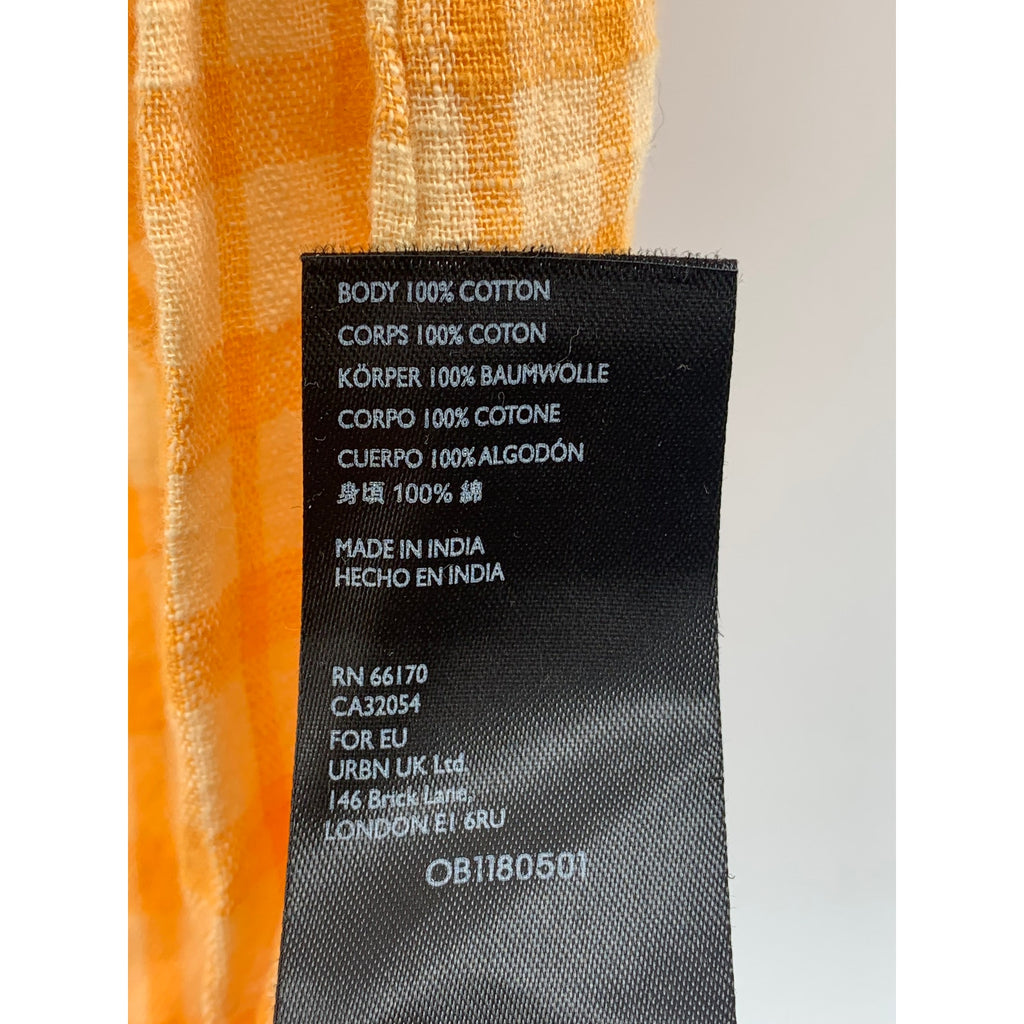 BODY 100% COTTON
CORPS 100% COTON
KÖRPER 100% BAUMWOLLE
CORPO 100% COTONE
CUERPO 100% ALGODÓN
身頃 100% 綿
MADE IN INDIA
HECHO EN INDIA
RN 66170
CA32054
FOR EU
URBN UK Ltd.
146 Brick Lane,
LONDON E1 6RU
OB1180501